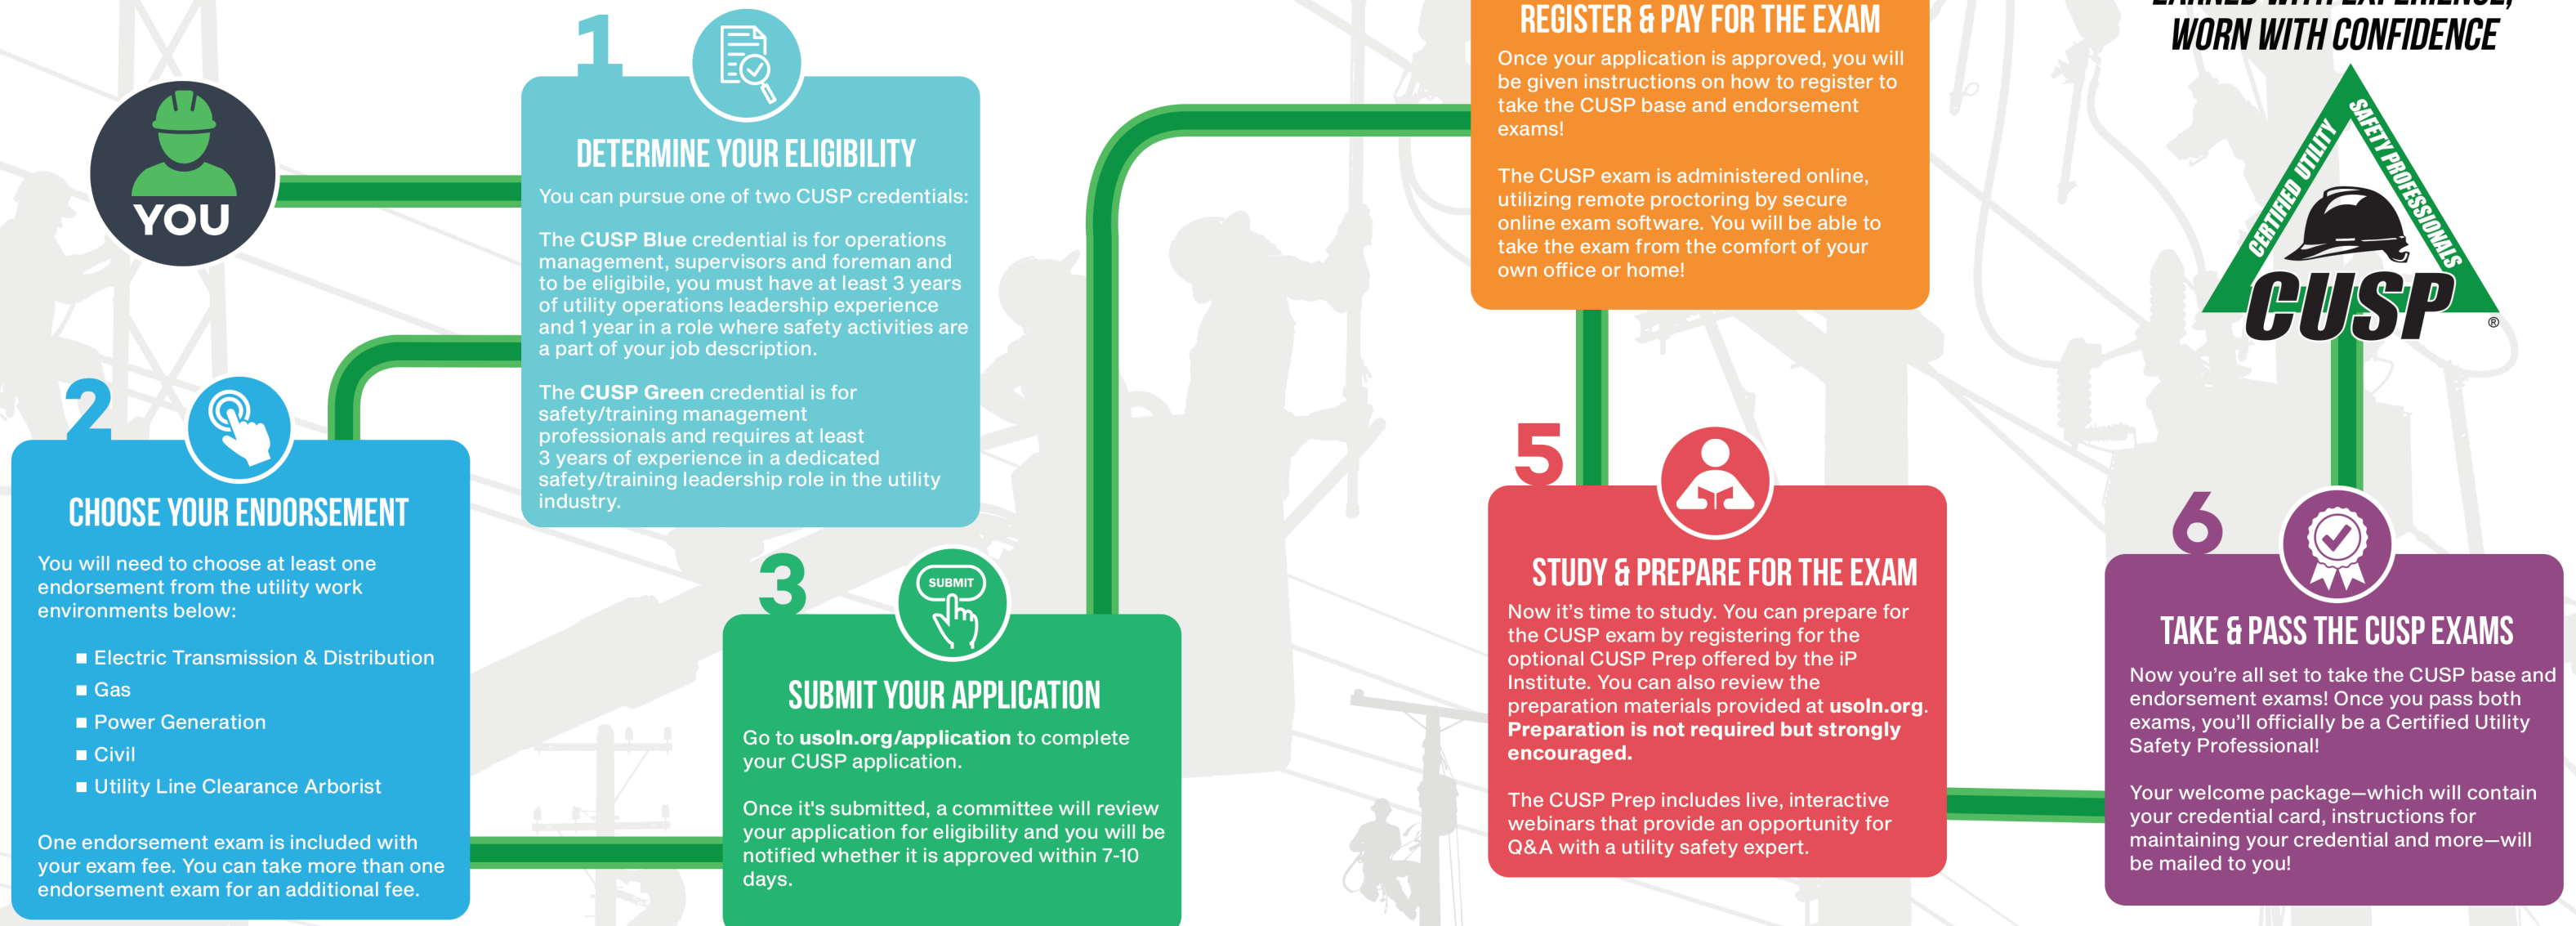 YOU
1
DETERMINE YOUR ELIGIBILITY
You can pursue one of two CUSP credentials:
The CUSP Blue credential is for operations
management, supervisors and foreman and
to be eligibile, you must have at least 3 years
of utility operations leadership experience
and 1 year in a role where safety activities are
a part of your job description.
The CUSP Green credential is for
safety/training management
professionals and requires at least
3 years of experience in a dedicated
safety/training leadership role in the utility
industry.
2
CHOOSE YOUR ENDORSEMENT
You will need to choose at least one
endorsement from the utility work
environments below:
Electric Transmission & Distribution
Gas
Power Generation
Civil
Utility Line Clearance Arborist
One endorsement exam is included with
your exam fee. You can take more than one
endorsement exam for an additional fee.
3
SUBMIT
SUBMIT YOUR APPLICATION
Go to usoln.org/application to complete
your CUSP application.
Once it's submitted, a committee will review
your application for eligibility and you will be
notified whether it is approved within 7-10
days.
REGISTER & PAY FOR THE EXAM
Once your application is approved, you will
be given instructions on how to register to
take the CUSP base and endorsement
exams!
The CUSP exam is administered online,
utilizing remote proctoring by secure
online exam software. You will be able to
take the exam from the comfort of your
own office or home!
5
STUDY & PREPARE FOR THE EXAM
Now it's time to study. You can prepare for
the CUSP exam by registering for the
optional CUSP Prep offered by the iP
Institute. You can also review the
preparation materials provided at usoln.org.
Preparation is not required but strongly
encouraged.
The CUSP Prep includes live, interactive
webinars that provide an opportunity for
Q&A with a utility safety expert.
6
TAKE & PASS THE CUSP EXAMS
Now you're all set to take the CUSP base and
endorsement exams! Once you pass both
exams, you'll officially be a Certified Utility
Safety Professional!
Your welcome package—which will contain
your credential card, instructions for
maintaining your credential and more—will
be mailed to you!
EARNED WITH EXPERIENCE,
WORN WITH CONFIDENCE
CERTIFIED UTILITY
SAFETY PROFESSIONALS
CUSP®